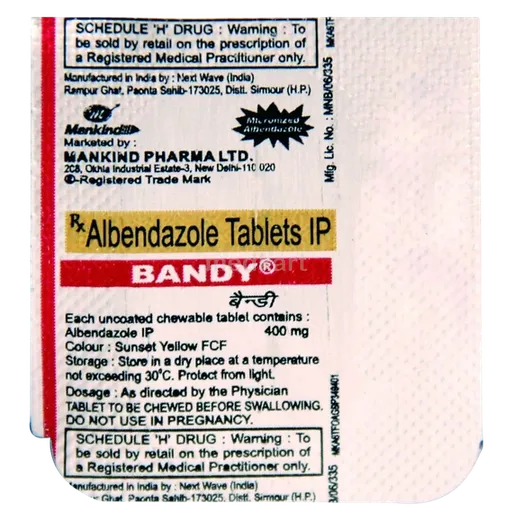 SCHEDULE 'H' DRUG : Warning : To
be sold by retail on the prescription of
a Registered Medical Practitioner only.
Manufactured in India by : Next Wave (India)
Rampur Ghat, Paonta Sahib-173025, Distt. Sirmour (H.P.)
Mankind
Micronized
Albendazole
Marketed by :
MANKIND PHARMA LTD.
208, Okhla Industrial Estate-3, New Delhi-110 020
®-Registered Trade Mark
Mfg. Lic. No. : MNB/06/335
Rx Albendazole Tablets IP
BANDY®
बैन्डी
Each uncoated chewable tablet contains :
Albendazole IP 400 mg
Colour : Sunset Yellow FCF
Storage : Store in a dry place at a temperature
not exceeding 30°C. Protect from light.
Dosage : As directed by the Physician
TABLET TO BE CHEWED BEFORE SWALLOWING.
DO NOT USE IN PREGNANCY.
SCHEDULE 'H' DRUG : Warning : To
be sold by retail on the prescription of
a Registered Medical Practitioner only.
Manufactured in India by : Next Wave (India)
Ghat, Paonta Sahib-173025, Distt. Sirmour (H.P.)
/06/335